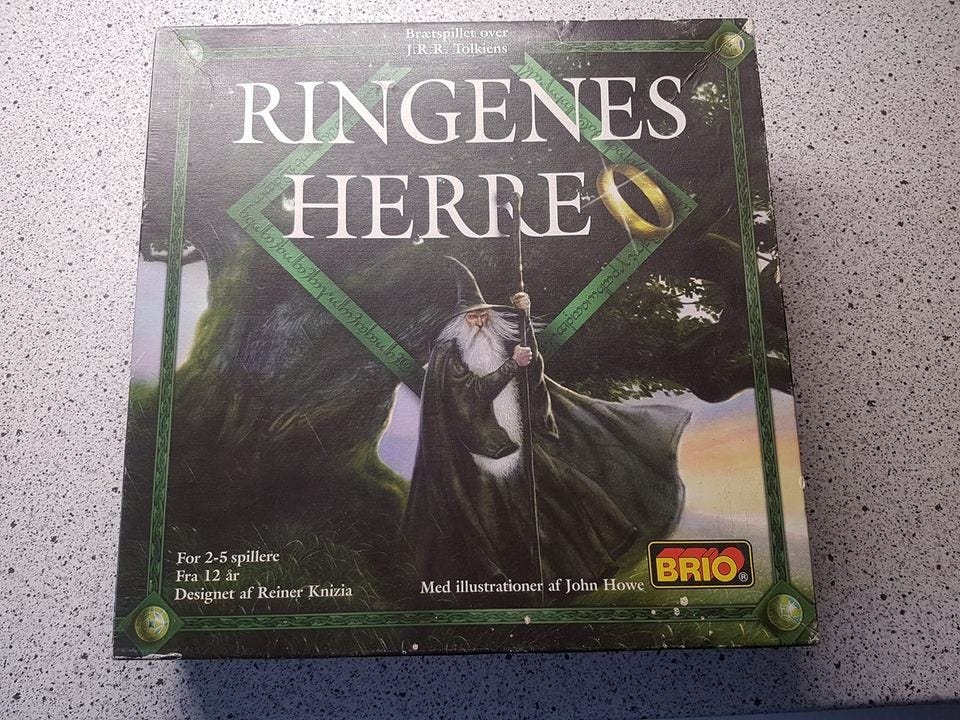 Brætspillet over
J.R.R. Tolkiens
RINGENES
HERRE
For 2-5 spillere
Fra 12 år
Designet af Reiner Knizia
Med illustrationer af John Howe
BRIO®